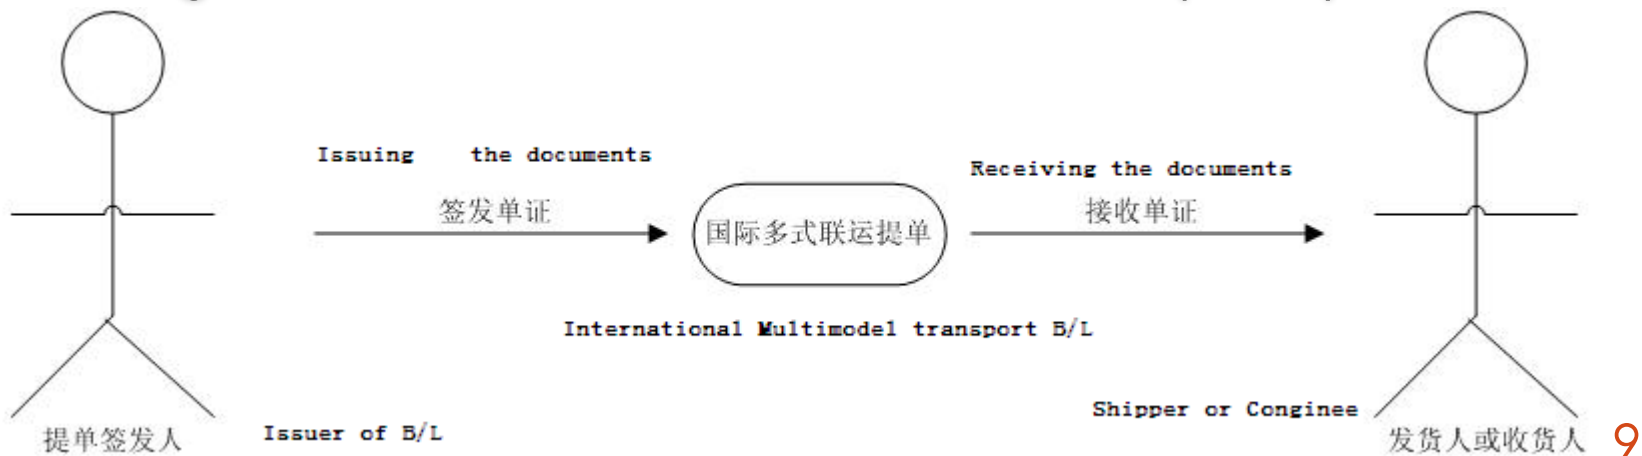 Issuing the documents
签发单证
Receiving the documents
接收单证
国际多式联运提单
International Multimodel transport B/L
Shipper or Conginee
提单签发人
Issuer of B/L
发货人或收货人
9